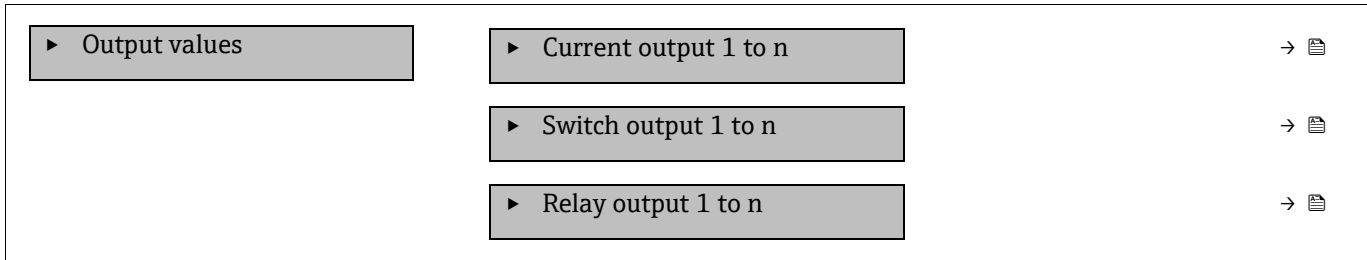 ▸ Output values ▸ Current output 1 to n →
▸ Switch output 1 to n →
▸ Relay output 1 to n →